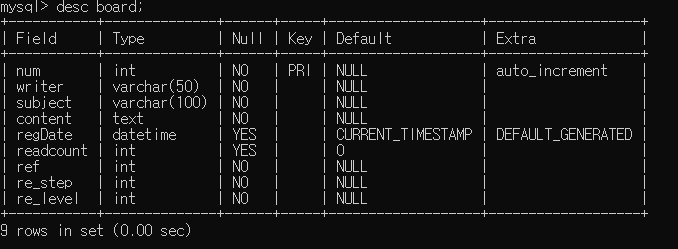 mysql> desc board;
+-----------+--------------+------+-----+-------------------+-------------------+
| Field     | Type         | Null | Key | Default           | Extra             |
+-----------+--------------+------+-----+-------------------+-------------------+
| num       | int          | NO   | PRI | NULL              | auto_increment    |
| writer    | varchar(50)  | NO   |     | NULL              |                   |
| subject   | varchar(100) | NO   |     | NULL              |                   |
| content   | text         | NO   |     | NULL              |                   |
| regDate   | datetime     | YES  |     | CURRENT_TIMESTAMP | DEFAULT_GENERATED |
| readcount | int          | YES  |     | 0                 |                   |
| ref       | int          | NO   |     | NULL              |                   |
| re_step   | int          | NO   |     | NULL              |                   |
| re_level  | int          | NO   |     | NULL              |                   |
+-----------+--------------+------+-----+-------------------+-------------------+
9 rows in set (0.00 sec)